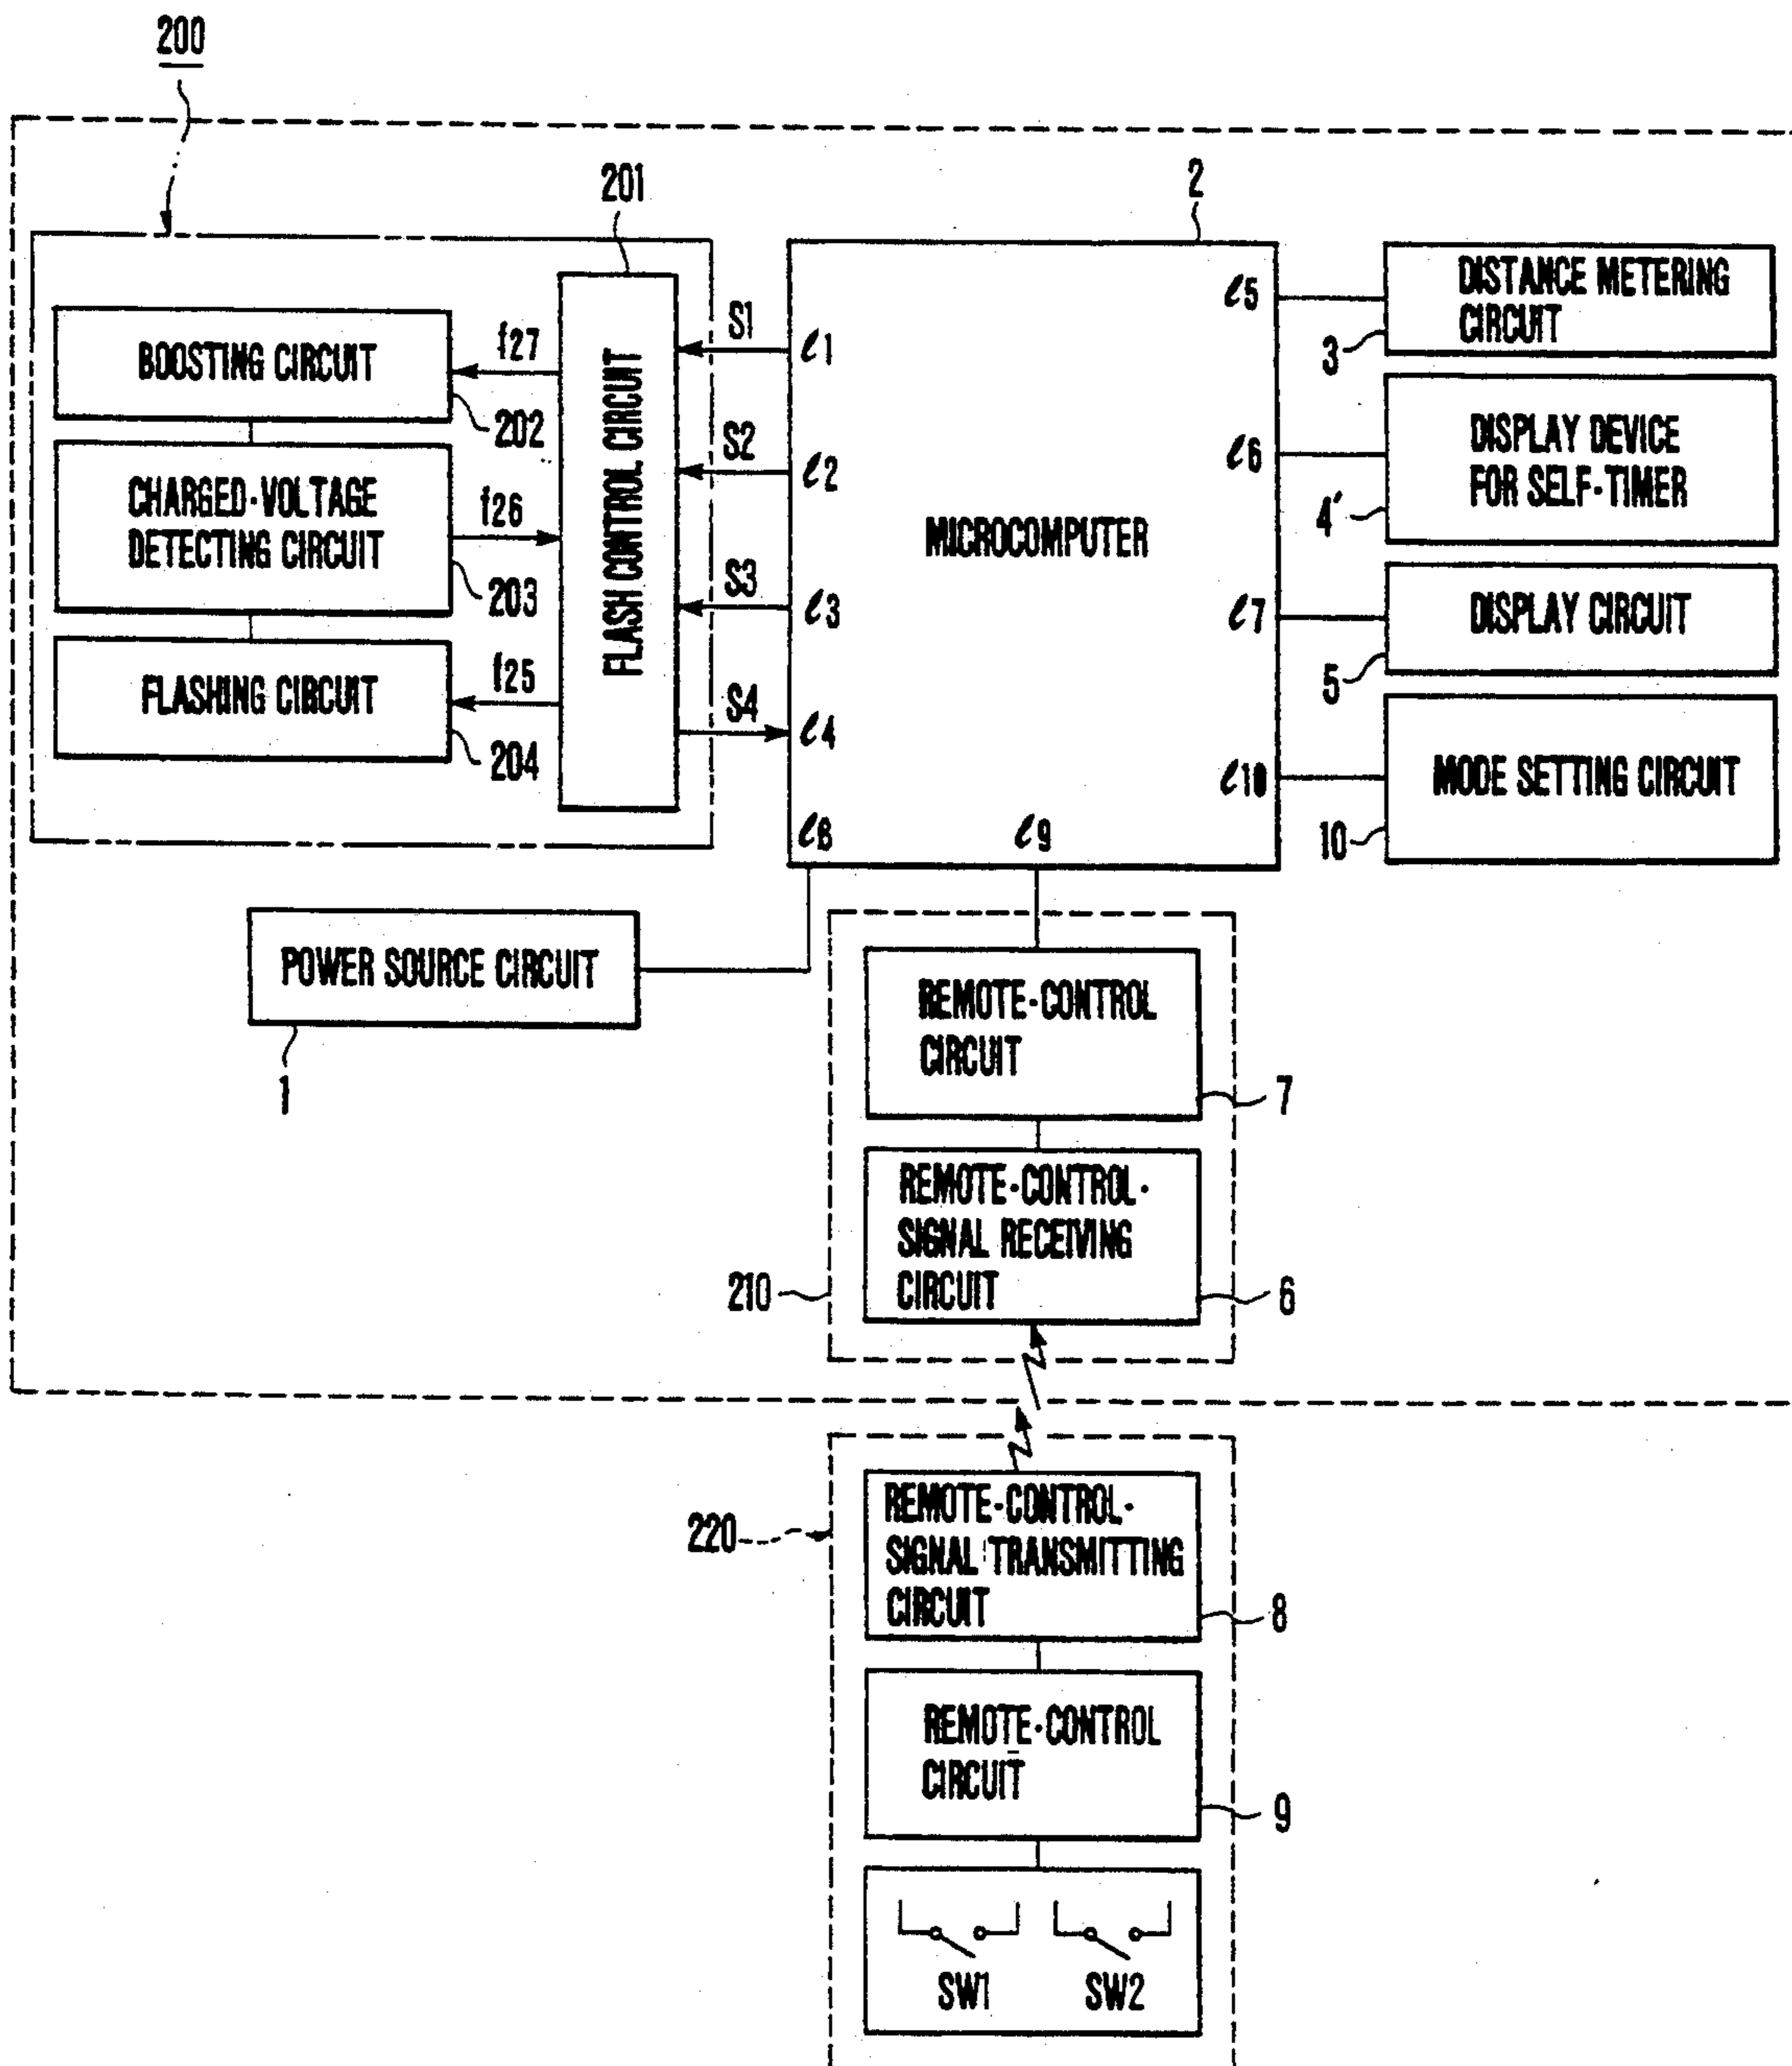 200
201
2
BOOSTING CIRCUIT
202
CHARGED-VOLTAGE
DETECTING CIRCUIT
203
FLASHING CIRCUIT
204
f27
f26
f25
FLASH CONTROL CIRCUIT
S1
S2
S3
S4
ℓ1
ℓ2
ℓ3
ℓ4
ℓ8
ℓ9
MICROCOMPUTER
ℓ5
ℓ6
ℓ7
ℓ10
DISTANCE METERING
CIRCUIT
3
DISPLAY DEVICE
FOR SELF-TIMER
4'
DISPLAY CIRCUIT
5
MODE SETTING CIRCUIT
10
POWER SOURCE CIRCUIT
1
REMOTE-CONTROL
CIRCUIT
7
REMOTE-CONTROL-
SIGNAL RECEIVING
CIRCUIT
6
210
220
REMOTE-CONTROL-
SIGNAL TRANSMITTING
CIRCUIT
8
REMOTE-CONTROL
CIRCUIT
9
SW1
SW2